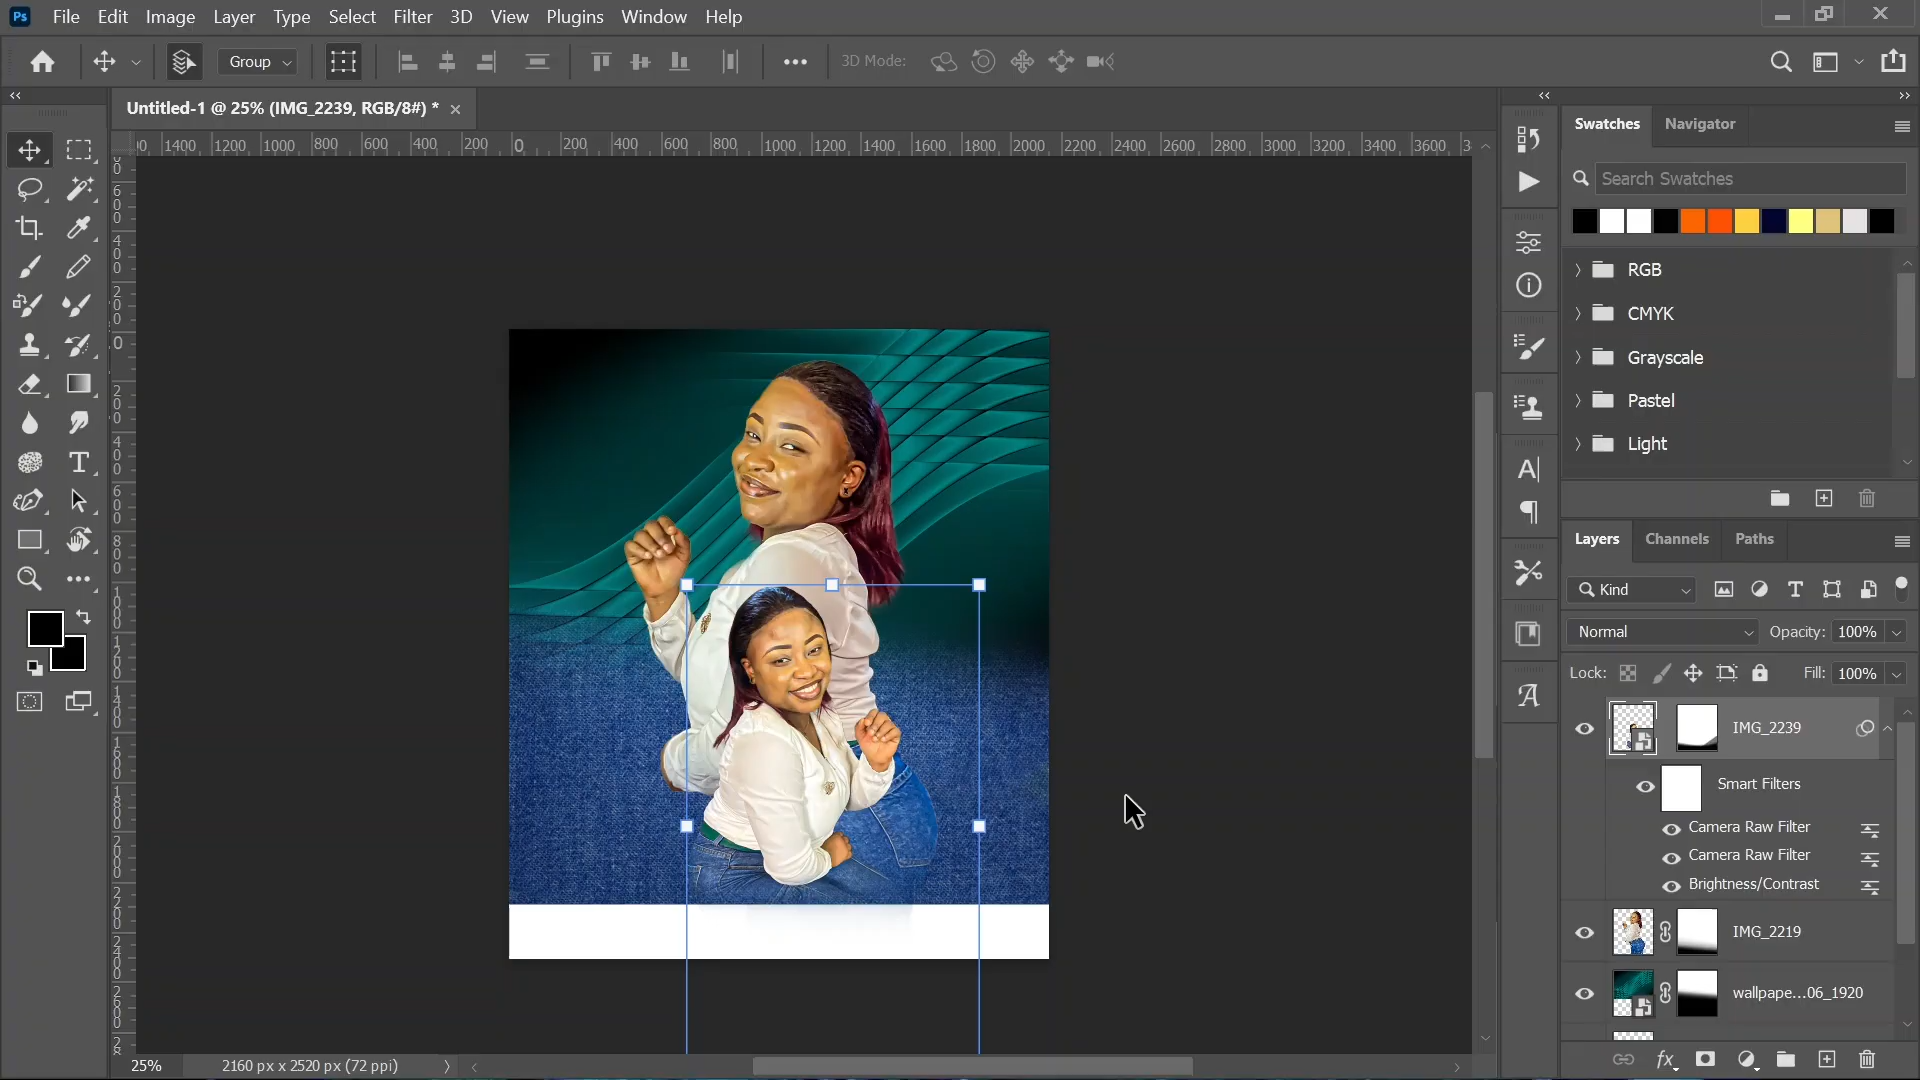 Ps File Edit Image Layer Type Select Filter 3D View Plugins Window Help
Group 3D Mode:
Untitled-1 @ 25% (IMG_2239, RGB/8#) *
1400 1200 1000 800 600 400 200 0 200 400 600 800 1000 1200 1400 1600 1800 2000 2200 2400 2600 2800 3000 3200 3400 3600
Swatches Navigator
Search Swatches
RGB
CMYK
Grayscale
Pastel
Light
Layers Channels Paths
Kind
Normal Opacity: 100%
Lock: Fill: 100%
IMG_2239
Smart Filters
Camera Raw Filter
Camera Raw Filter
Brightness/Contrast
IMG_2219
wallpape...06_1920
fx
25% 2160 px x 2520 px (72 ppi)